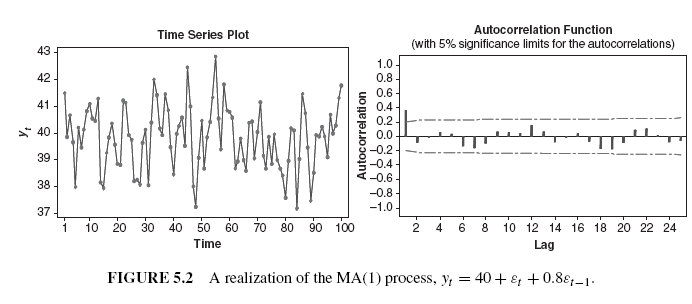 Time Series Plot
43
42
41
40
39
38
37
y_t
1 10 20 30 40 50 60 70 80 90 100
Time
Autocorrelation Function
(with 5% significance limits for the autocorrelations)
1.0
0.8
0.6
0.4
0.2
0.0
−0.2
−0.4
−0.6
−0.8
−1.0
Autocorrelation
2 4 6 8 10 12 14 16 18 20 22 24
Lag
FIGURE 5.2 A realization of the MA(1) process, y_t = 40 + ε_t + 0.8ε_{t−1}.